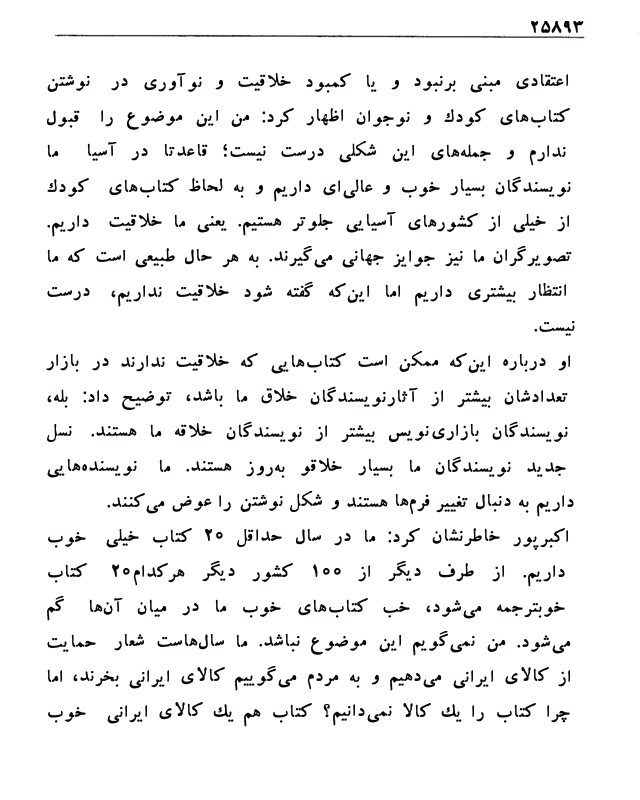 ۲۵۸۹۳
اعتقادی مبنی برنبود و یا کمبود خلاقیت و نوآوری در نوشتن
کتاب‌های کودك و نوجوان اظهار کرد: من این موضوع را قبول
ندارم و جمله‌های این شکلی درست نیست؛ قاعدتا در آسیا ما
نویسندگان بسیار خوب و عالی‌ای داریم و به لحاظ کتاب‌های کودك
از خیلی از کشورهای آسیایی جلوتر هستیم. یعنی ما خلاقیت داریم.
تصویرگران ما نیز جوایز جهانی می‌گیرند. به هر حال طبیعی است که ما
انتظار بیشتری داریم اما این‌که گفته شود خلاقیت نداریم، درست
نیست.
او درباره این‌که ممکن است کتاب‌هایی که خلاقیت ندارند در بازار
تعدادشان بیشتر از آثارنویسندگان خلاق ما باشد، توضیح داد: بله،
نویسندگان بازاری‌نویس بیشتر از نویسندگان خلاقه ما هستند. نسل
جدید نویسندگان ما بسیار خلاقو به‌روز هستند. ما نویسنده‌هایی
داریم به دنبال تغییر فرم‌ها هستند و شکل نوشتن را عوض می‌کنند.
اکبرپور خاطرنشان کرد: ما در سال حداقل ۲۰ کتاب خیلی خوب
داریم. از طرف دیگر از ۱۰۰ کشور دیگر هرکدام۲۰ کتاب
خوبترجمه می‌شود، خب کتاب‌های خوب ما در میان آن‌ها گم
می‌شود. من نمی‌گویم این موضوع نباشد. ما سال‌هاست شعار حمایت
از کالای ایرانی می‌دهیم و به مردم می‌گوییم کالای ایرانی بخرند، اما
چرا کتاب را یك کالا نمی‌دانیم؟ کتاب هم یك کالای ایرانی خوب